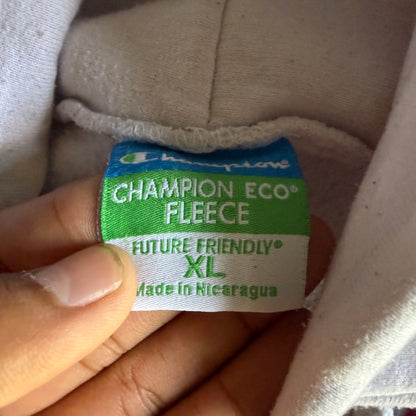 Champion
CHAMPION ECO®
FLEECE
FUTURE FRIENDLY®
XL
Made in Nicaragua